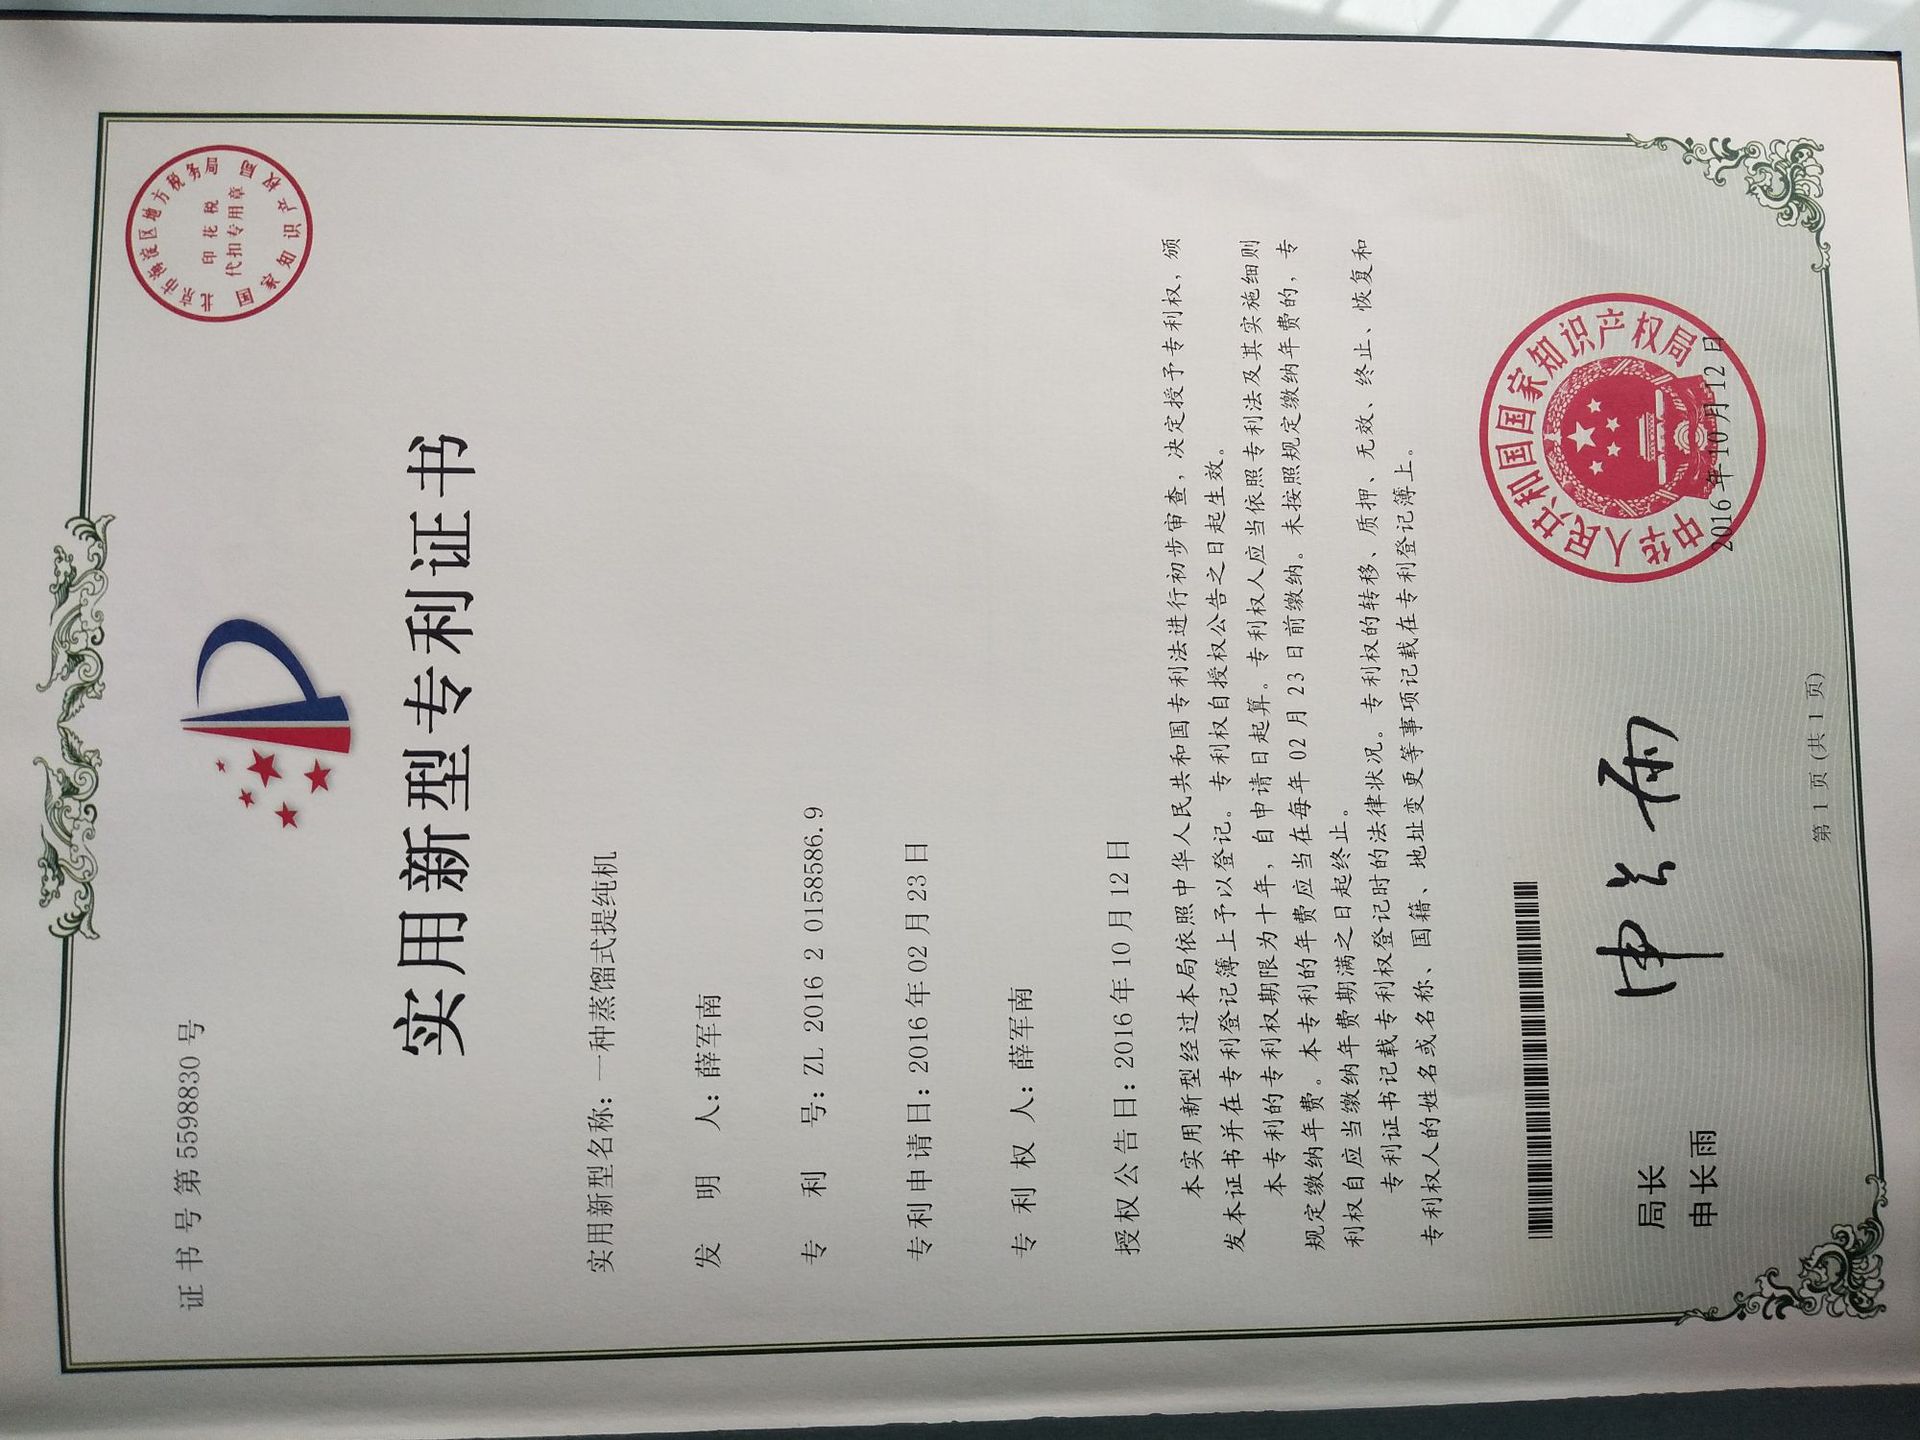 证书号第5598830号
北京市海淀区地方税务局
印花税
代扣专用章
国家知识产权局
实用新型专利证书
实用新型名称：一种蒸馏式提纯机
发明人：薛军南
专利号：ZL 2016 2 0158586.9
专利申请日：2016年02月23日
专利权人：薛军南
授权公告日：2016年10月12日
本实用新型经过本局依照中华人民共和国专利法进行初步审查，决定授予专利权，颁
发本证书并在专利登记簿上予以登记。专利权自授权公告之日起生效。
本专利的专利权期限为十年，自申请日起算。专利权人应当依照专利法及其实施细则
规定缴纳年费。本专利的年费应当在每年02月23日前缴纳。未按照规定缴纳年费的，专
利权自应当缴纳年费期满之日起终止。
专利证书记载专利权登记时的法律状况。专利权的转移、质押、无效、终止、恢复和
专利权人的姓名或名称、国籍、地址变更等事项记载在专利登记簿上。
局长
申长雨
申长雨
中华人民共和国国家知识产权局
2016年10月12日
第1页(共1页)